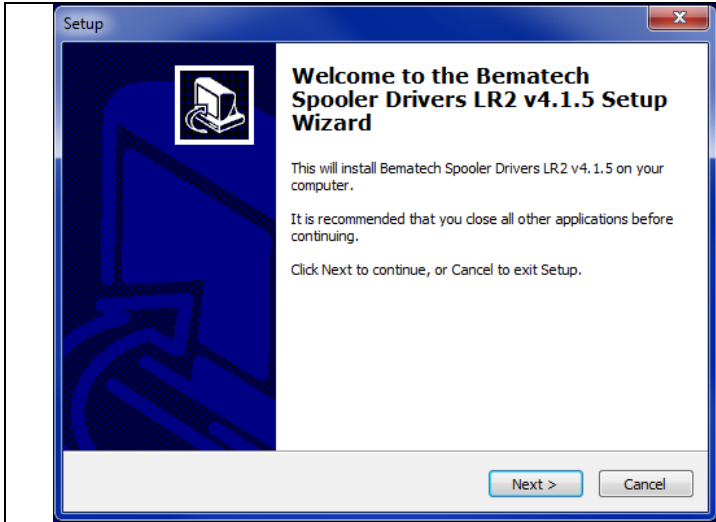 Setup
Welcome to the Bematech
Spooler Drivers LR2 v4.1.5 Setup
Wizard
This will install Bematech Spooler Drivers LR2 v4.1.5 on your
computer.
It is recommended that you close all other applications before
continuing.
Click Next to continue, or Cancel to exit Setup.
Next >
Cancel